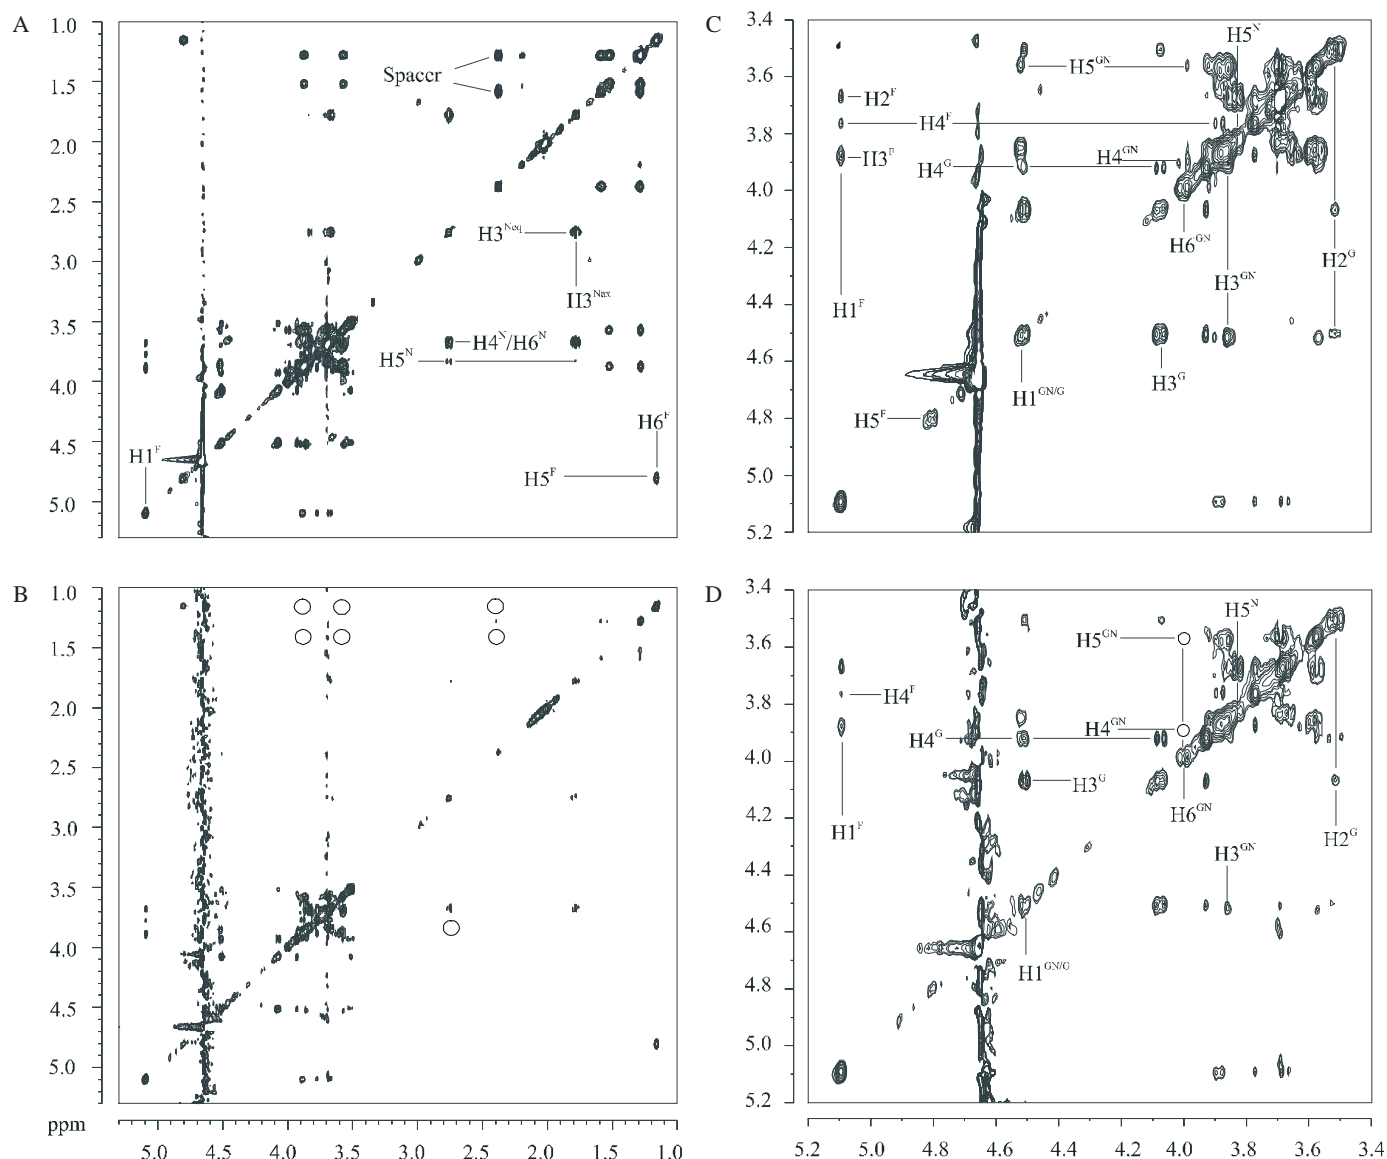 A
1.0
1.5
2.0
2.5
3.0
3.5
4.0
4.5
5.0
Spacer
H3Neq
II3Nax
H4N/H6N
H5N
H6F
H1F
H5F
C
3.4
3.6
3.8
4.0
4.2
4.4
4.6
4.8
5.0
5.2
H5N
H5GN
H2F
H4F
II3F
H4GN
H4G
H6GN
H2G
H3GN
H1F
H3G
H1GN/G
H5F
B
1.0
1.5
2.0
2.5
3.0
3.5
4.0
4.5
5.0
ppm
5.0 4.5 4.0 3.5 3.0 2.5 2.0 1.5 1.0
D
3.4
3.6
3.8
4.0
4.2
4.4
4.6
4.8
5.0
5.2
H5N
H5GN
H4F
H4GN
H4G
H3G
H6GN
H1F
H2G
H3GN
H1GN/G
5.2 5.0 4.8 4.6 4.4 4.2 4.0 3.8 3.6 3.4